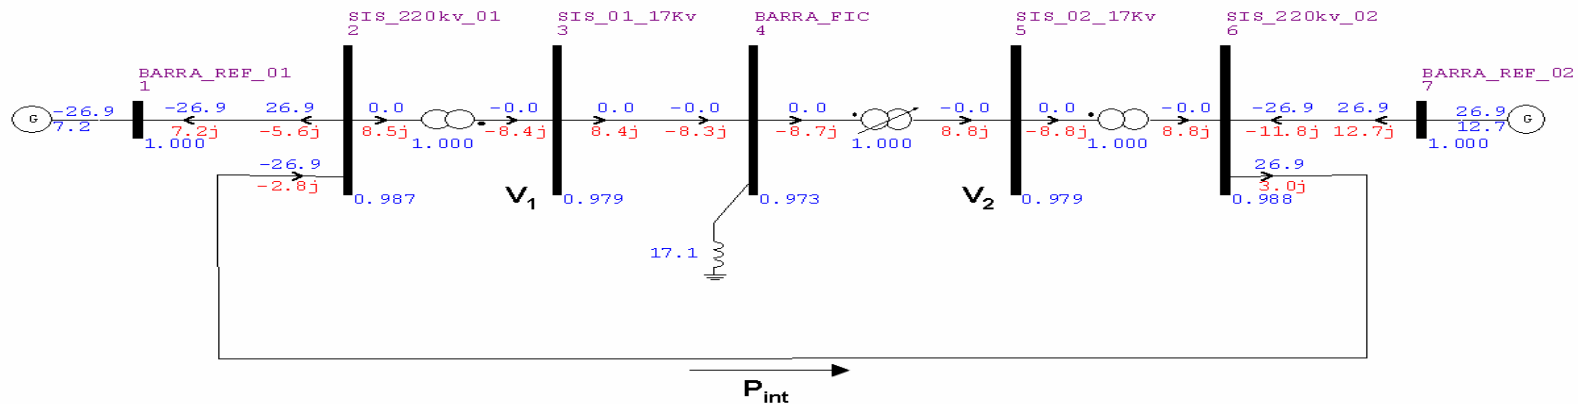 SIS_220kv_01 SIS_01_17Kv BARRA_FIC SIS_02_17Kv SIS_220kv_02
2 3 4 5 6
BARRA_REF_01 BARRA_REF_02
1 7
G -26.9 -26.9 26.9 0.0 -0.0 0.0 -0.0 0.0 -0.0 0.0 -0.0 -26.9 26.9 26.9 G
7.2 7.2j -5.6j 8.5j -8.4j 8.4j -8.3j -8.7j 8.8j -8.8j 8.8j -11.8j 12.7j 12.7
1.000 1.000 1.000 1.000 1.000
-26.9 26.9
-2.8j 3.0j
0.987 V1 0.979 0.973 V2 0.979 0.988
17.1
Pint